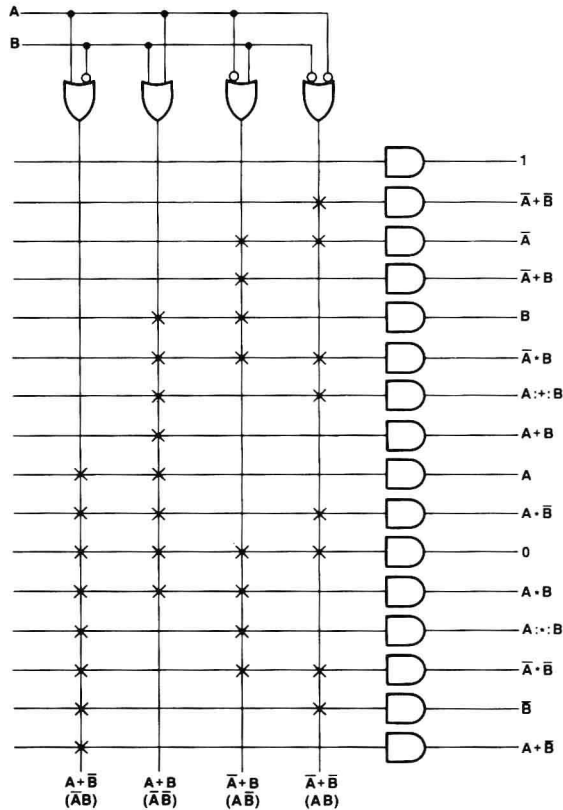 A
B
1
A̅+B̅
A̅
A̅+B
B
A̅•B
A:+:B
A+B
A
A•B̅
0
A•B
A:•:B
A̅•B̅
B̅
A+B̅
A+B̅ A+B A̅+B A̅+B̅
(A̅B) (A̅B̅) (AB̅) (AB)